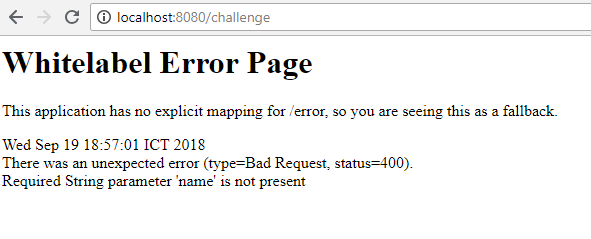 localhost:8080/challenge
Whitelabel Error Page
This application has no explicit mapping for /error, so you are seeing this as a fallback.
Wed Sep 19 18:57:01 ICT 2018
There was an unexpected error (type=Bad Request, status=400).
Required String parameter 'name' is not present